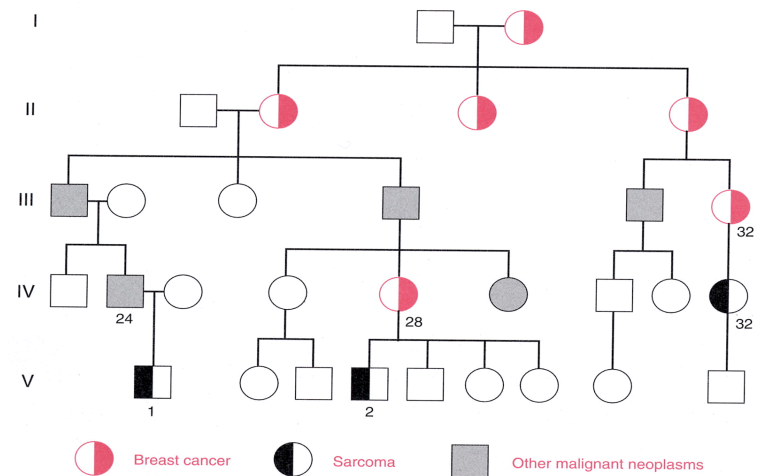 I
II
III
32
IV
24
28
32
V
1
2
Breast cancer
Sarcoma
Other malignant neoplasms